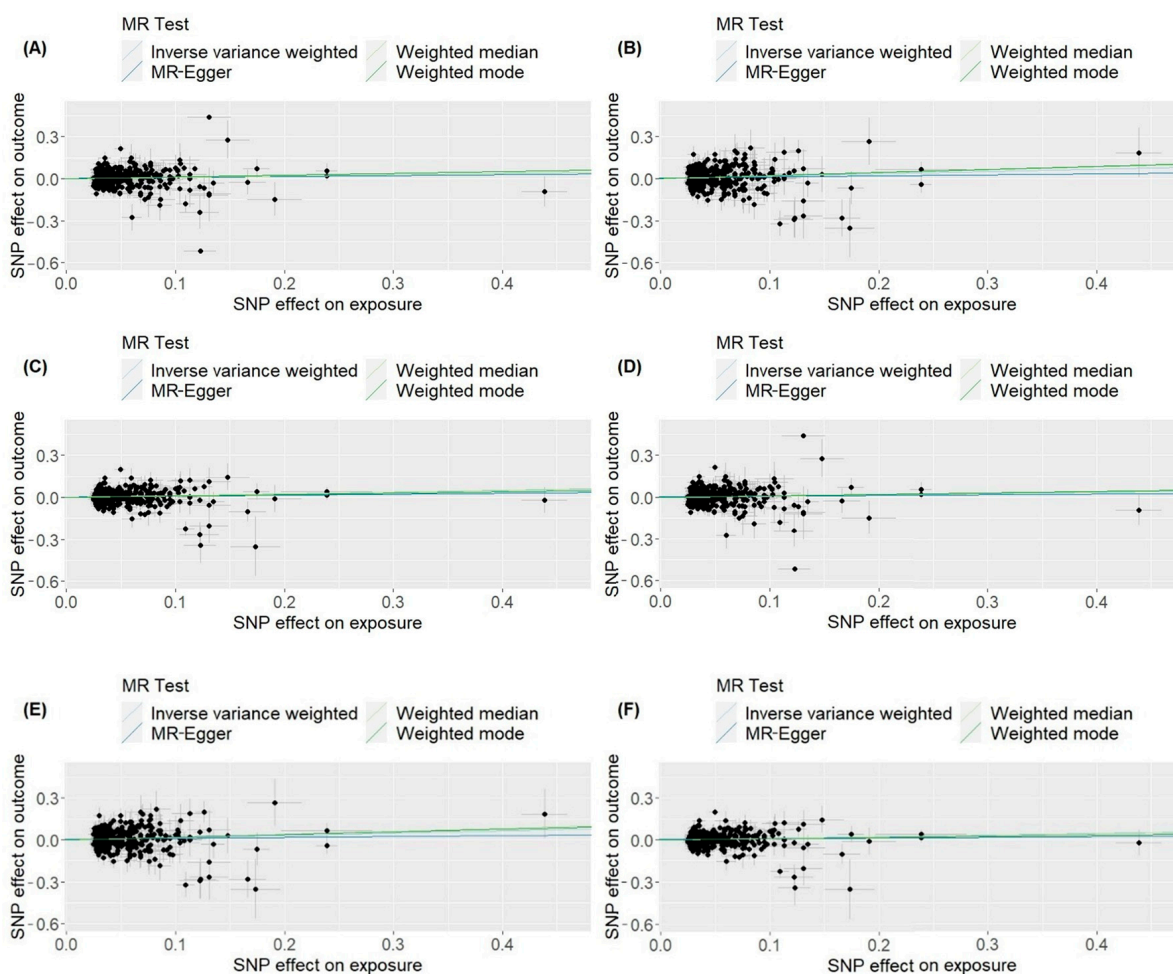 MR Test
(A)
Inverse variance weighted
Weighted median
MR-Egger
Weighted mode
SNP effect on outcome
0.3
0.0
-0.3
-0.6
0.0 0.1 0.2 0.3 0.4
SNP effect on exposure
MR Test
(B)
Inverse variance weighted
Weighted median
MR-Egger
Weighted mode
SNP effect on outcome
0.3
0.0
-0.3
-0.6
0.0 0.1 0.2 0.3 0.4
SNP effect on exposure
MR Test
(C)
Inverse variance weighted
Weighted median
MR-Egger
Weighted mode
SNP effect on outcome
0.3
0.0
-0.3
-0.6
0.0 0.1 0.2 0.3 0.4
SNP effect on exposure
MR Test
(D)
Inverse variance weighted
Weighted median
MR-Egger
Weighted mode
SNP effect on outcome
0.3
0.0
-0.3
-0.6
0.0 0.1 0.2 0.3 0.4
SNP effect on exposure
MR Test
(E)
Inverse variance weighted
Weighted median
MR-Egger
Weighted mode
SNP effect on outcome
0.3
0.0
-0.3
-0.6
0.0 0.1 0.2 0.3 0.4
SNP effect on exposure
MR Test
(F)
Inverse variance weighted
Weighted median
MR-Egger
Weighted mode
SNP effect on outcome
0.3
0.0
-0.3
-0.6
0.0 0.1 0.2 0.3 0.4
SNP effect on exposure